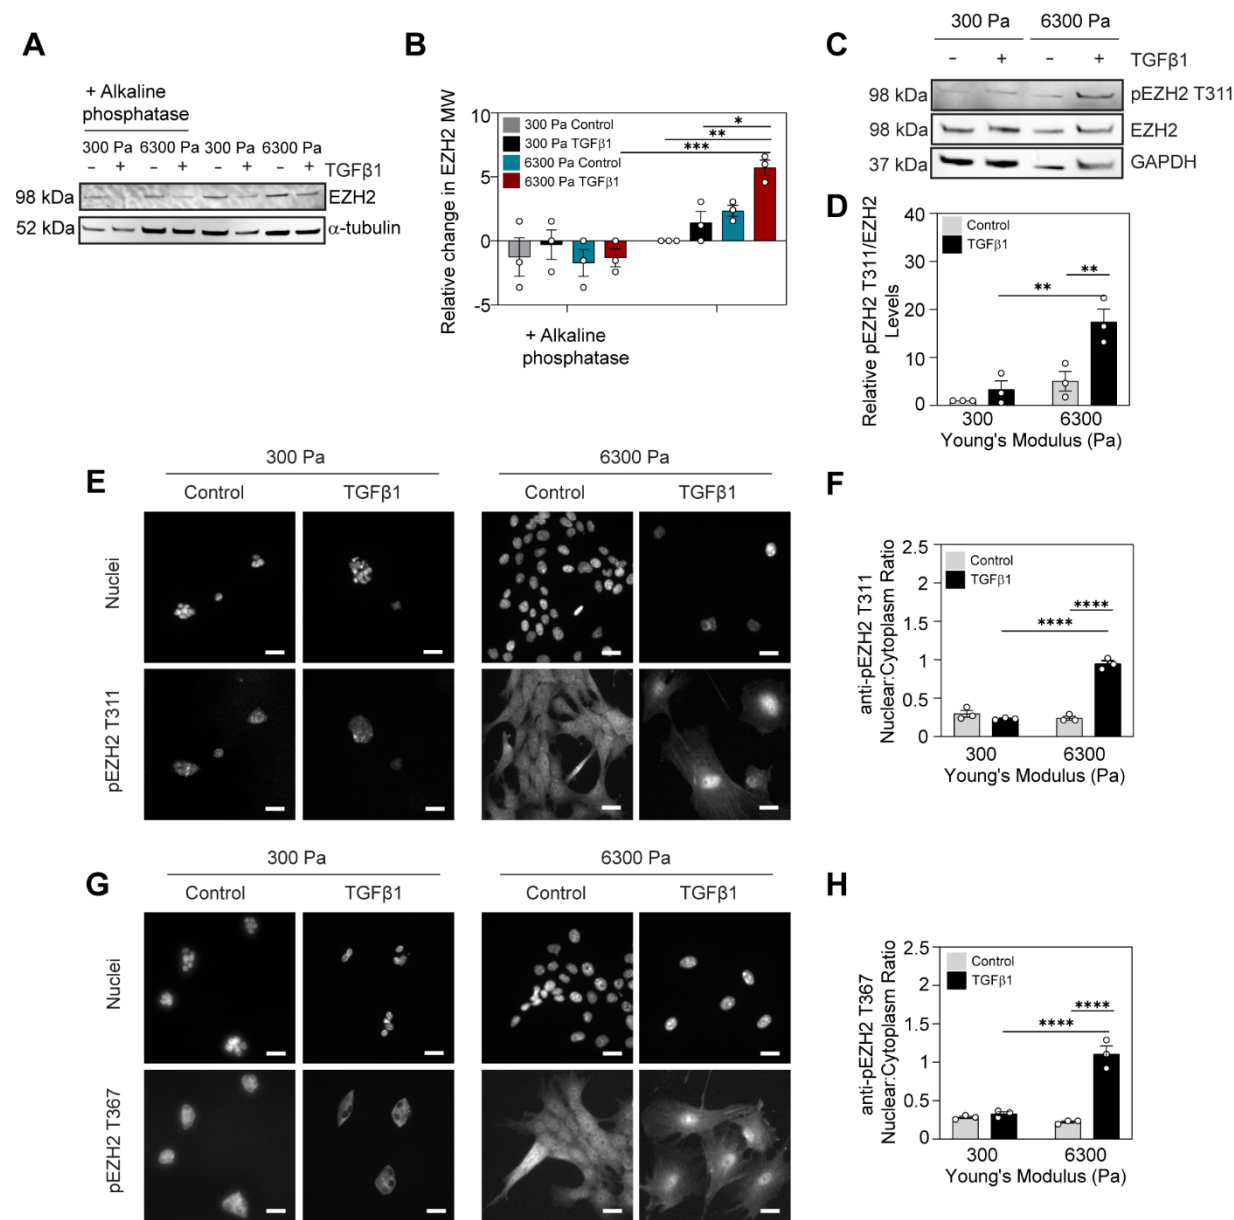 A
+ Alkaline
phosphatase
300 Pa 6300 Pa 300 Pa 6300 Pa
- + - + - + - + TGFβ1
98 kDa EZH2
52 kDa α-tubulin
B
Relative change in EZH2 MW
10
5
0
-5
300 Pa Control
300 Pa TGFβ1
6300 Pa Control
6300 Pa TGFβ1
*
**
***
+ Alkaline
phosphatase
C
300 Pa 6300 Pa
- + - + TGFβ1
98 kDa pEZH2 T311
98 kDa EZH2
37 kDa GAPDH
D
Relative pEZH2 T311/EZH2
Levels
40
30
20
10
0
Control
TGFβ1
**
**
300 6300
Young's Modulus (Pa)
E
300 Pa 6300 Pa
Control TGFβ1 Control TGFβ1
Nuclei
pEZH2 T311
F
anti-pEZH2 T311
Nuclear:Cytoplasm Ratio
2.5
2
1.5
1
0.5
0
Control
TGFβ1
****
****
300 6300
Young's Modulus (Pa)
G
300 Pa 6300 Pa
Control TGFβ1 Control TGFβ1
Nuclei
pEZH2 T367
H
anti-pEZH2 T367
Nuclear:Cytoplasm Ratio
2.5
2
1.5
1
0.5
0
Control
TGFβ1
****
****
300 6300
Young's Modulus (Pa)